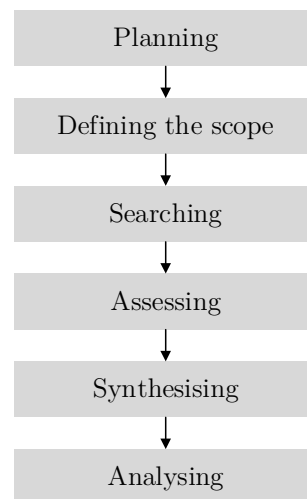 Planning
Defining the scope
Searching
Assessing
Synthesising
Analysing